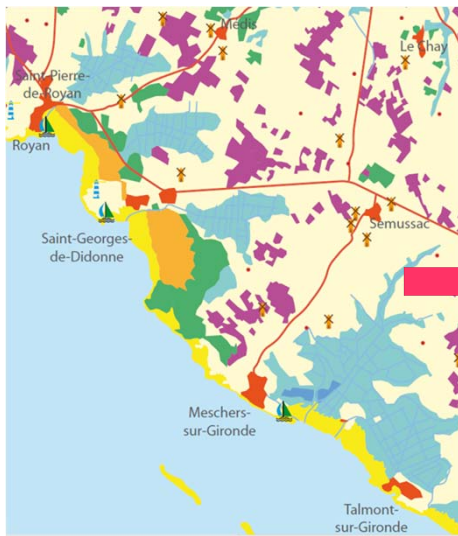 Médis
Le Chay
Saint-Pierre-
de-Royan
Royan
Semussac
Saint-Georges-
de-Didonne
Meschers-
sur-Gironde
Talmont-
sur-Gironde